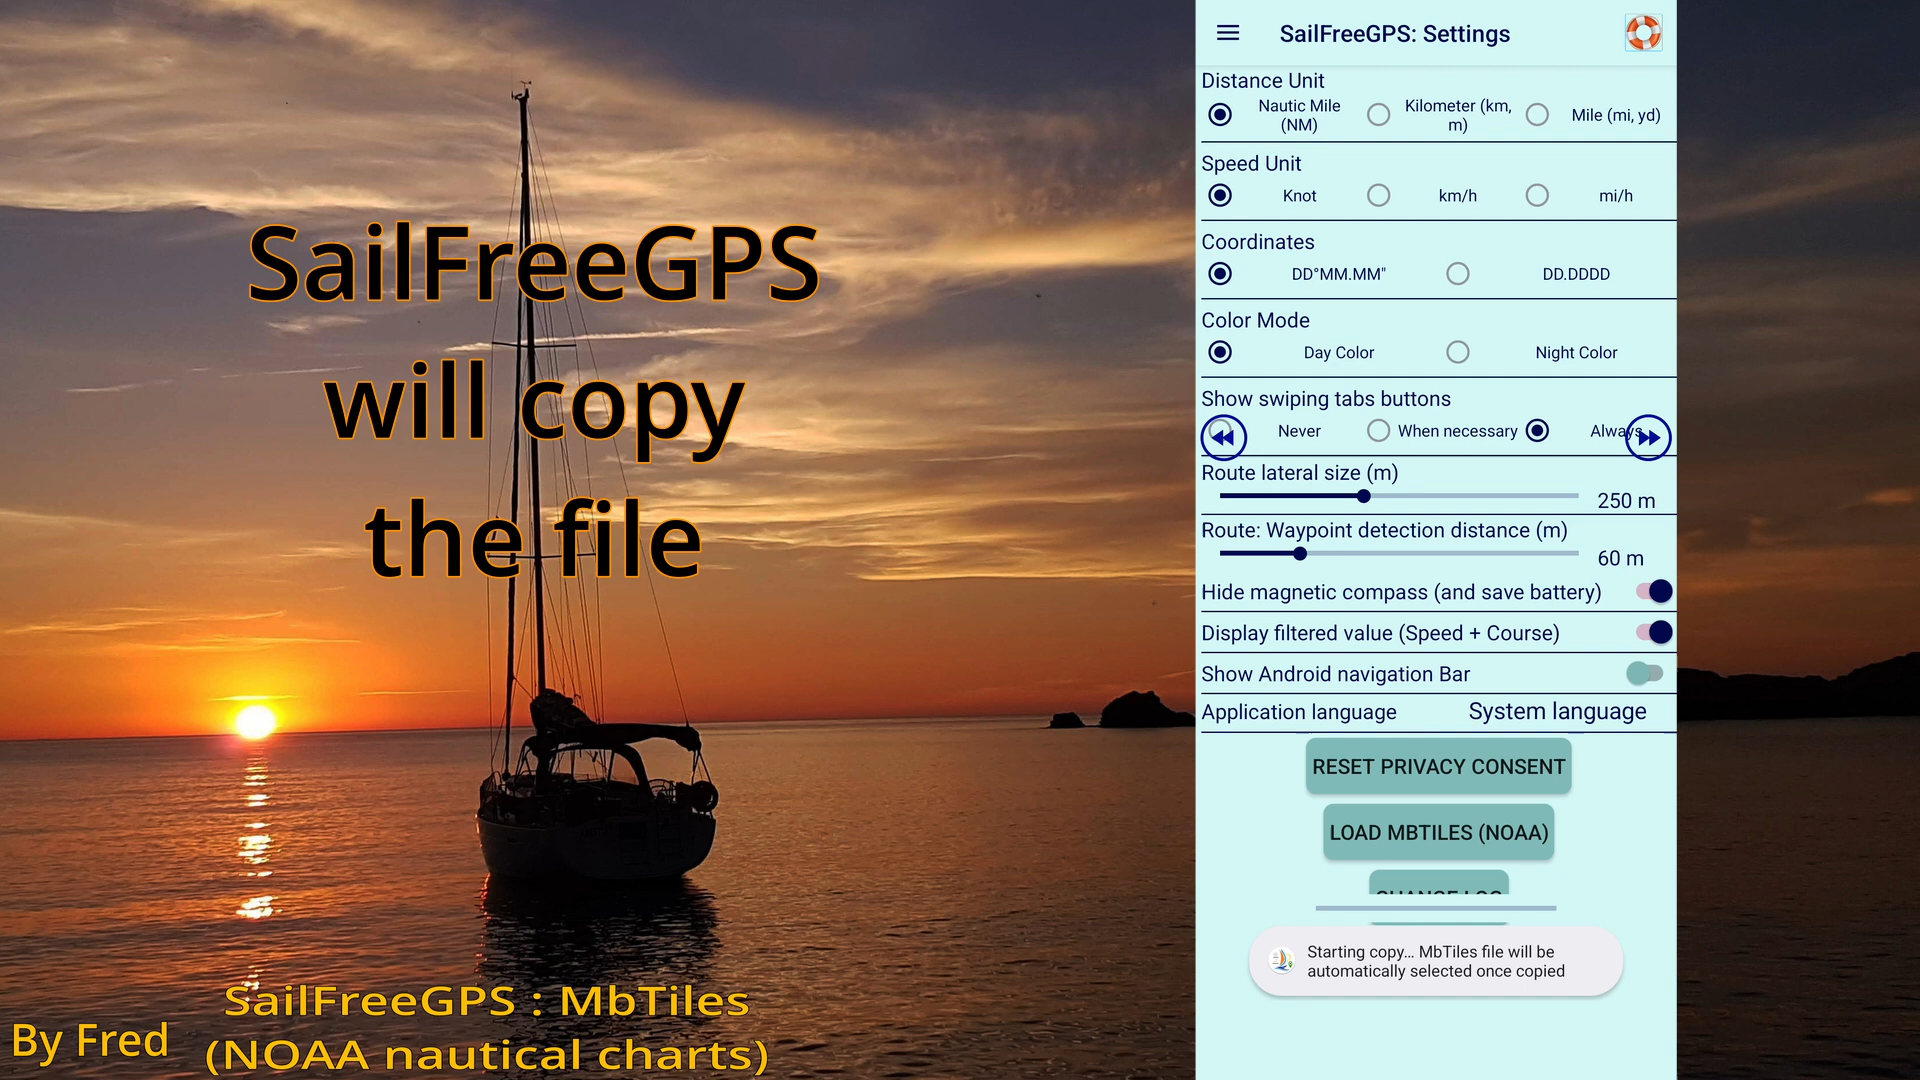 SailFreeGPS
will copy
the file
SailFreeGPS : MbTiles
(NOAA nautical charts)
By Fred
SailFreeGPS: Settings
Distance Unit
Nautic Mile (NM)
Kilometer (km, m)
Mile (mi, yd)
Speed Unit
Knot
km/h
mi/h
Coordinates
DD°MM.MM"
DD.DDDD
Color Mode
Day Color
Night Color
Show swiping tabs buttons
Never
When necessary
Always
Route lateral size (m)
250 m
Route: Waypoint detection distance (m)
60 m
Hide magnetic compass (and save battery)
Display filtered value (Speed + Course)
Show Android navigation Bar
Application language
System language
RESET PRIVACY CONSENT
LOAD MBTILES (NOAA)
CHANGE LOG
Starting copy... MbTiles file will be
automatically selected once copied